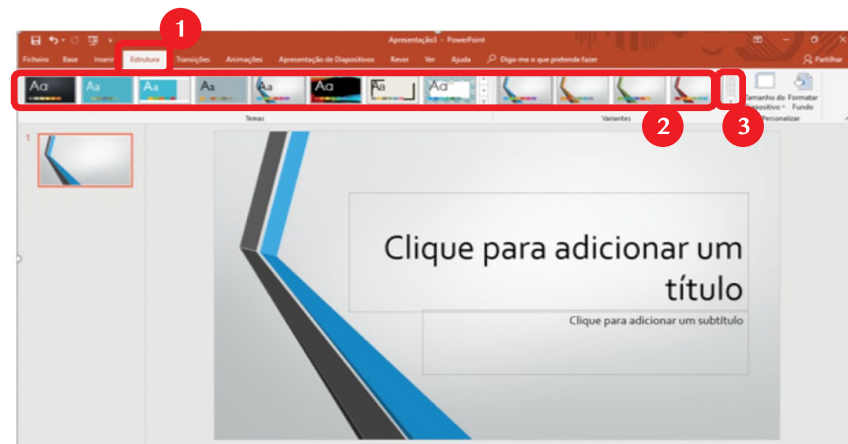 1
Apresentação3 - PowerPoint
Ficheiro Base Inserir Estrutura Transições Animações Apresentação de Diapositivos Rever Ver Ajuda Diga-me o que pretende fazer Partilhar
Aa Aa Aa Aa Aa Aa Aa Aa
Tamanho do Diapositivo
Formatar Fundo
Temas Variantes Personalizar
2 3
1
Clique para adicionar um
título
Clique para adicionar um subtítulo